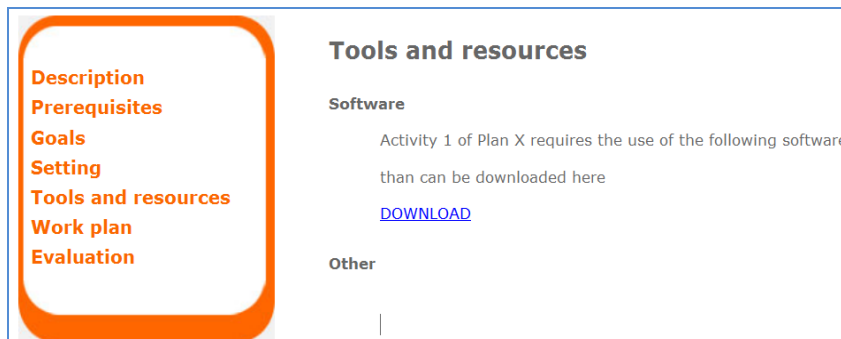 Description
Prerequisites
Goals
Setting
Tools and resources
Work plan
Evaluation
Tools and resources
Software
Activity 1 of Plan X requires the use of the following software
than can be downloaded here
DOWNLOAD
Other